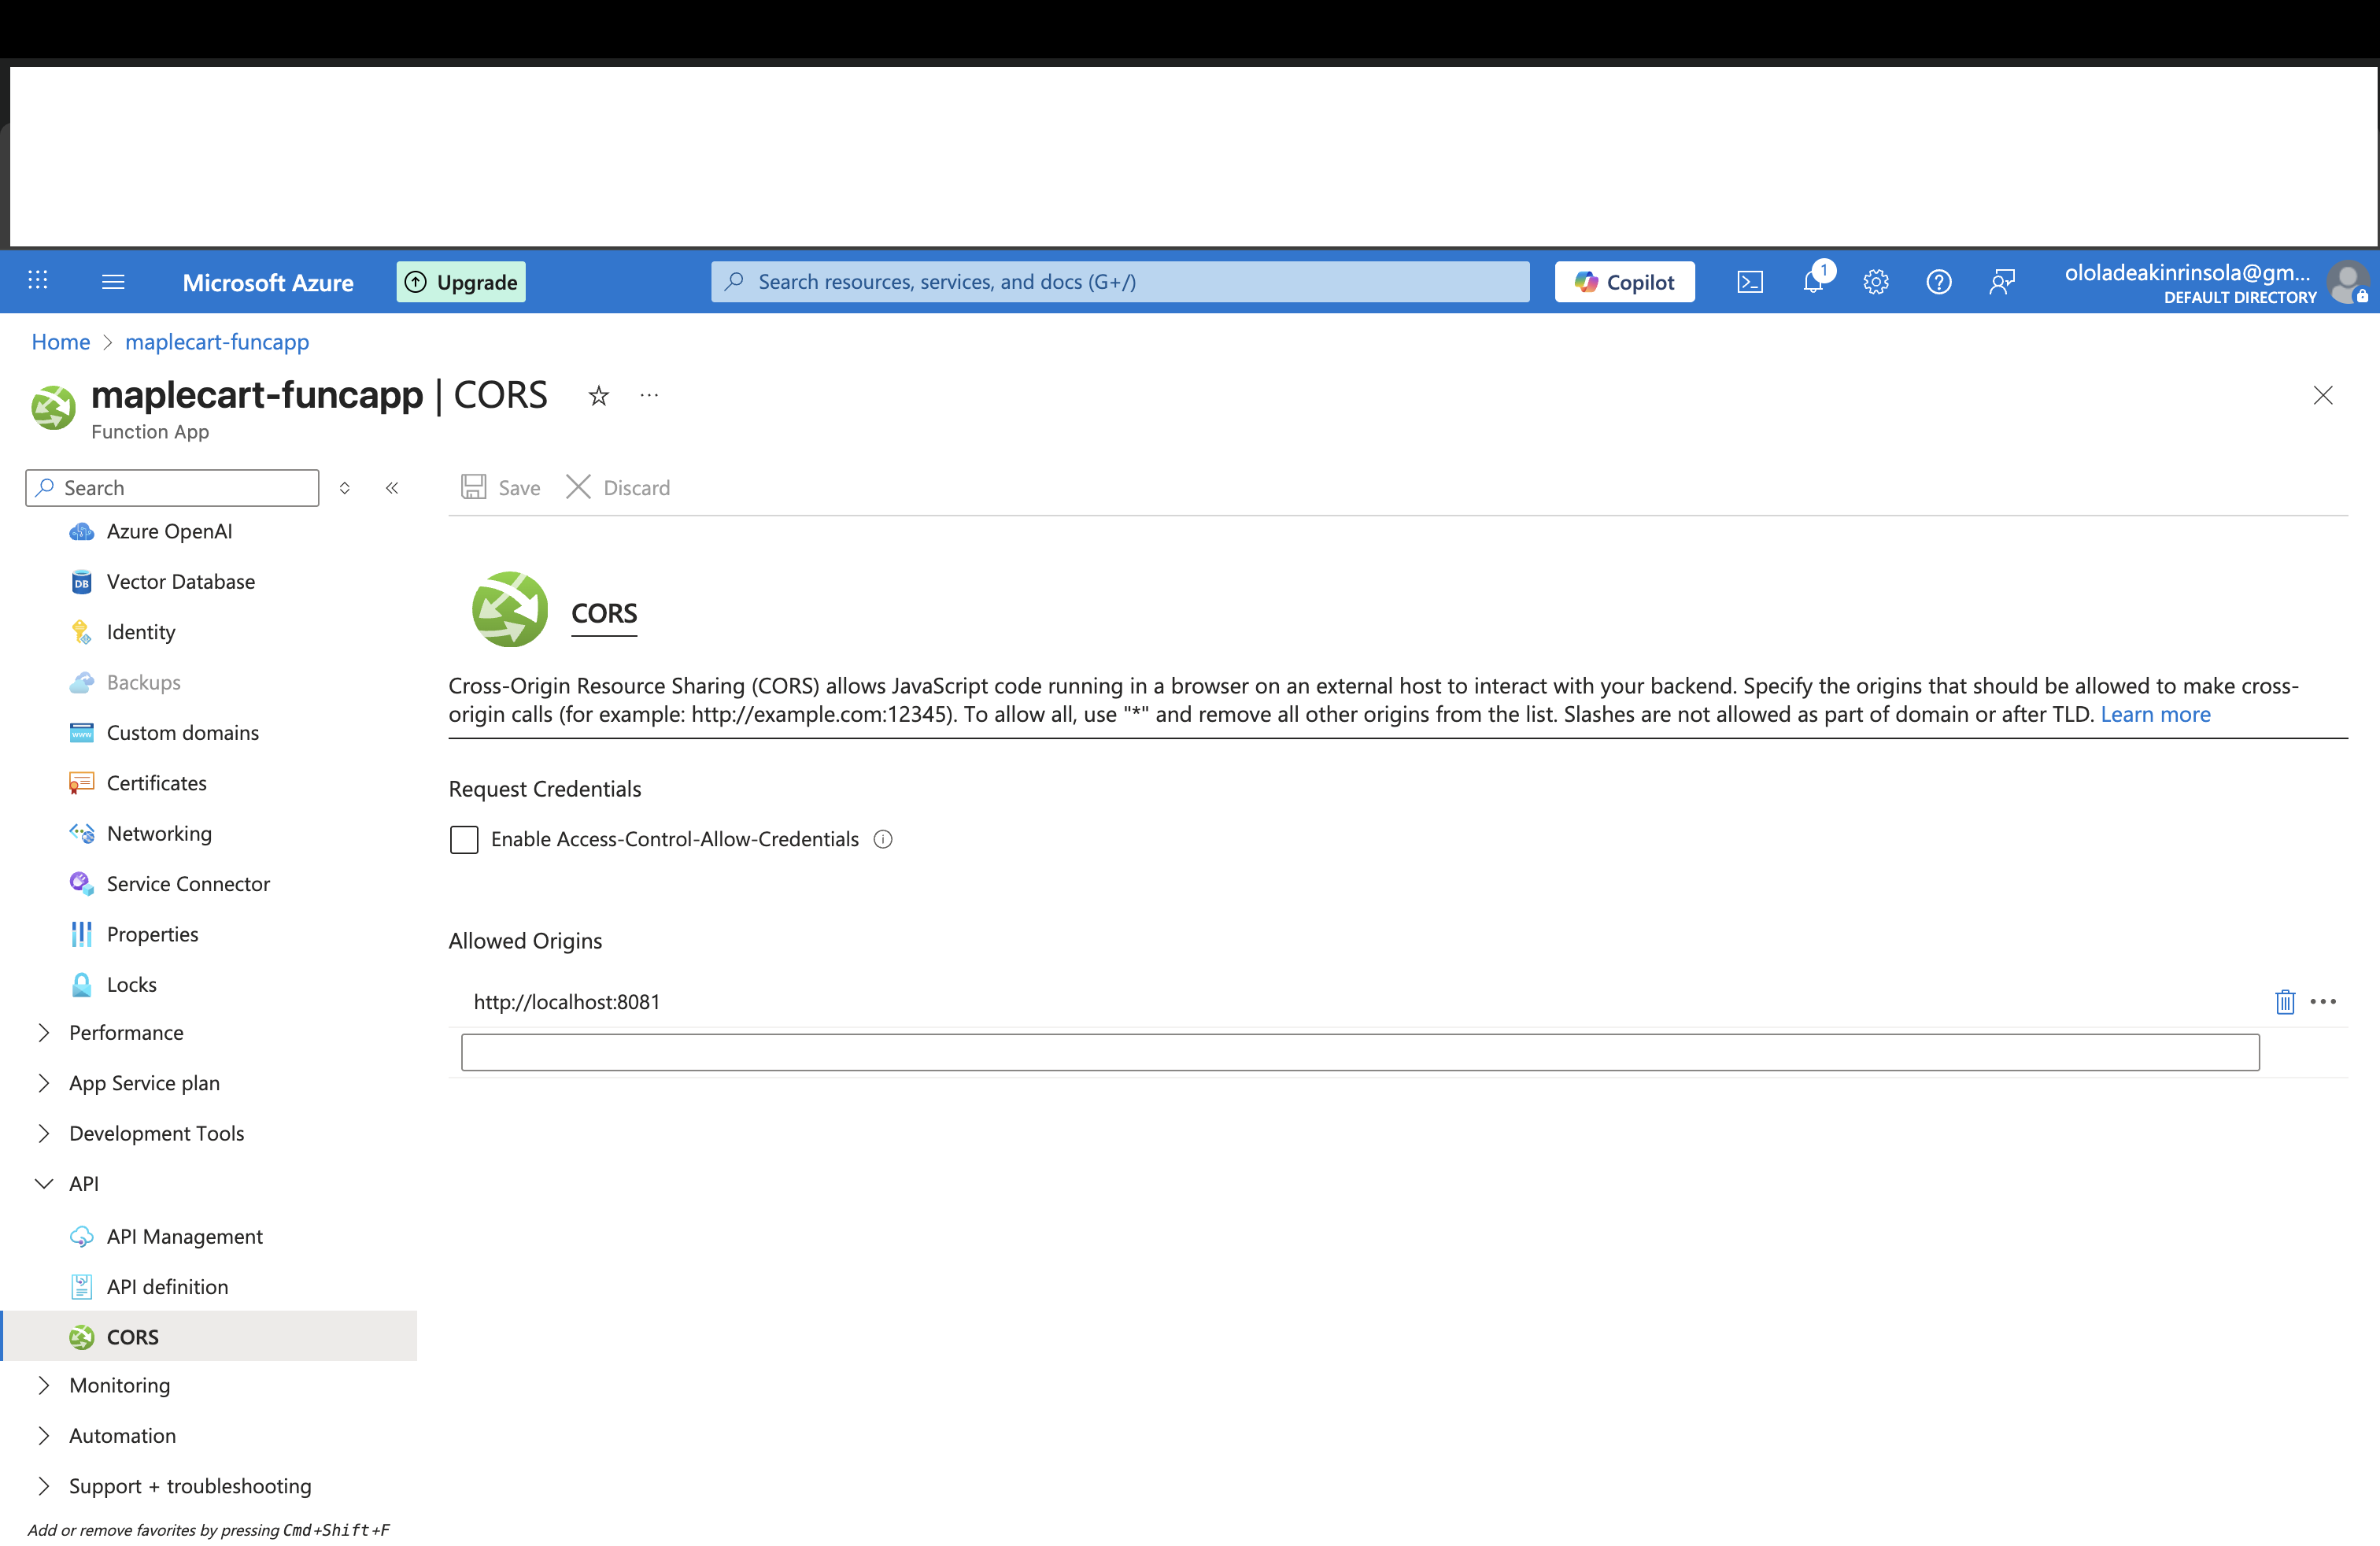 Microsoft Azure
Upgrade
Search resources, services, and docs (G+/)
Copilot
1
ololadeakinrinsola@gm...
DEFAULT DIRECTORY
Home > maplecart-funcapp
maplecart-funcapp | CORS
Function App
Search
Save
Discard
Azure OpenAI
Vector Database
Identity
Backups
Custom domains
Certificates
Networking
Service Connector
Properties
Locks
Performance
App Service plan
Development Tools
API
API Management
API definition
CORS
Monitoring
Automation
Support + troubleshooting
Add or remove favorites by pressing Cmd+Shift+F
CORS
Cross-Origin Resource Sharing (CORS) allows JavaScript code running in a browser on an external host to interact with your backend. Specify the origins that should be allowed to make cross-
origin calls (for example: http://example.com:12345). To allow all, use "*" and remove all other origins from the list. Slashes are not allowed as part of domain or after TLD. Learn more
Request Credentials
Enable Access-Control-Allow-Credentials
Allowed Origins
http://localhost:8081